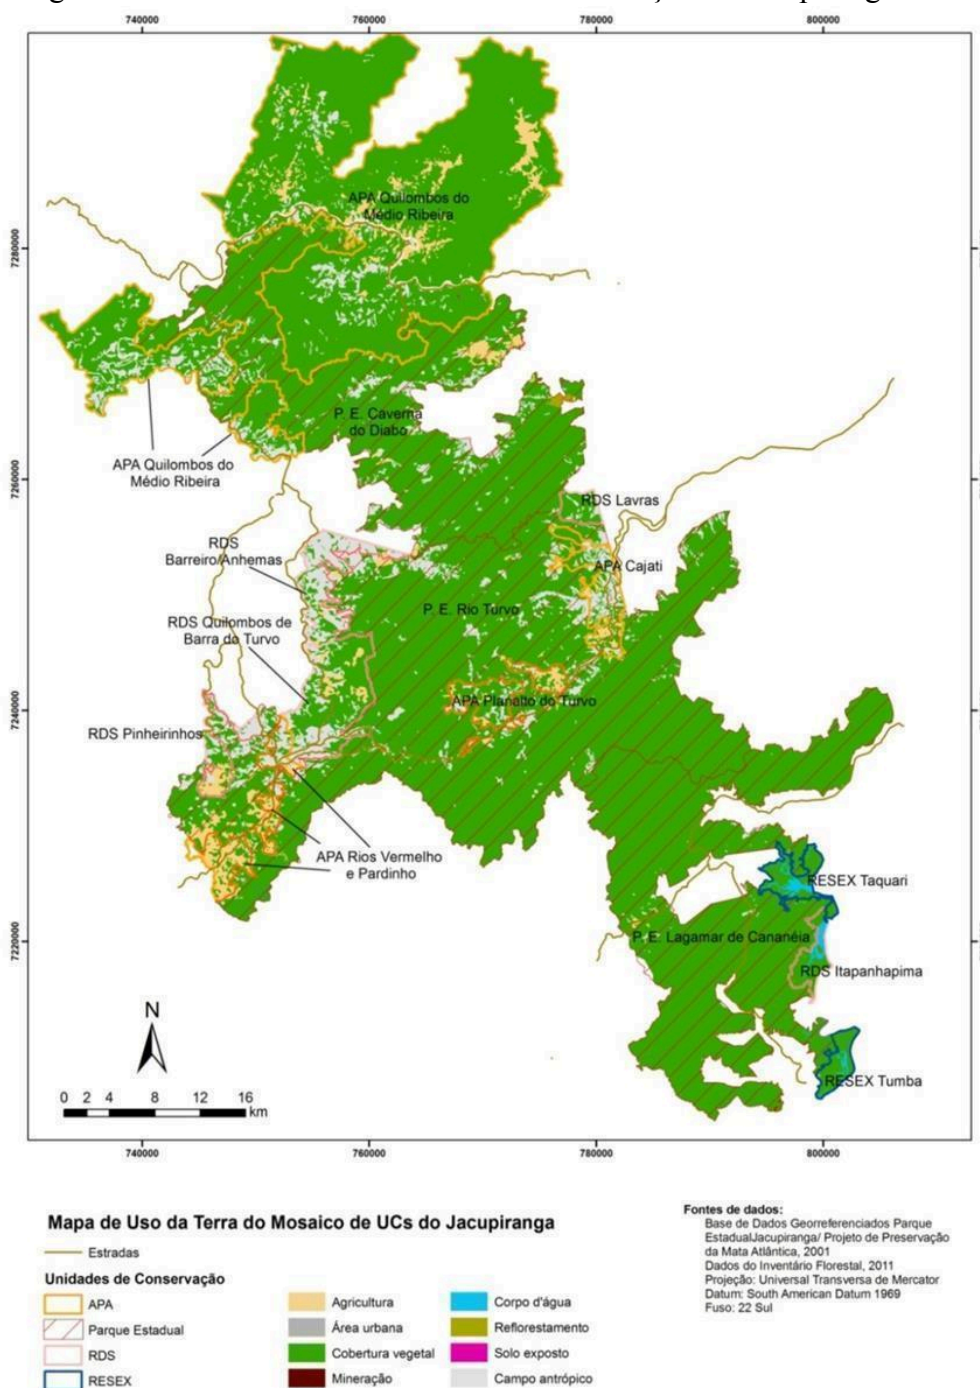 740000
760000
780000
800000
7280000
7260000
7240000
7220000
APA Quilombos do
Médio Ribeira
P. E. Caverna
do Diabo
APA Quilombos do
Médio Ribeira
RDS Lavras
RDS
Barreiro/Anhemas
APA Cajati
P. E. Rio Turvo
RDS Quilombos de
Barra do Turvo
APA Planalto do Turvo
RDS Pinheirinhos
APA Rios Vermelho
e Pardinho
RESEX Taquari
P. E. Lagamar de Cananéia
RDS Itapanhapima
RESEX Tumba
N
0 2 4 8 12 16
km
740000
760000
780000
800000
Mapa de Uso da Terra do Mosaico de UCs do Jacupiranga
Estradas
Unidades de Conservação
APA
Parque Estadual
RDS
RESEX
Agricultura
Área urbana
Cobertura vegetal
Mineração
Corpo d'água
Reflorestamento
Solo exposto
Campo antrópico
Fontes de dados:
Base de Dados Georreferenciados Parque
EstadualJacupiranga/ Projeto de Preservação
da Mata Atlântica, 2001
Dados do Inventário Florestal, 2011
Projeção: Universal Transversa de Mercator
Datum: South American Datum 1969
Fuso: 22 Sul